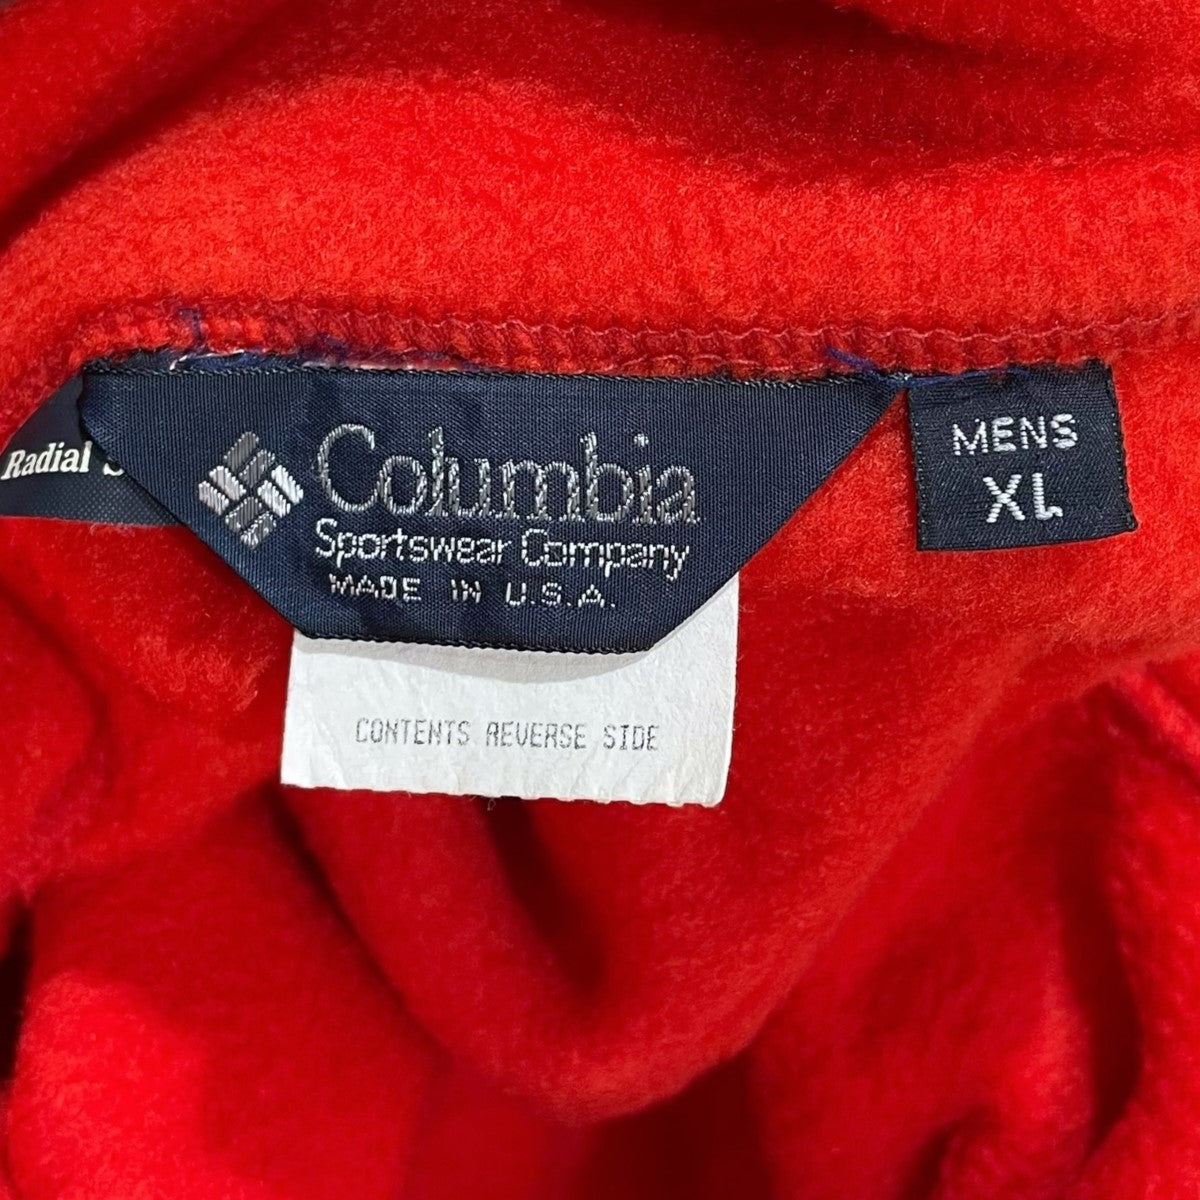 Radial
Columbia
Sportswear Company
MADE IN U.S.A.
MENS
XL
CONTENTS REVERSE SIDE